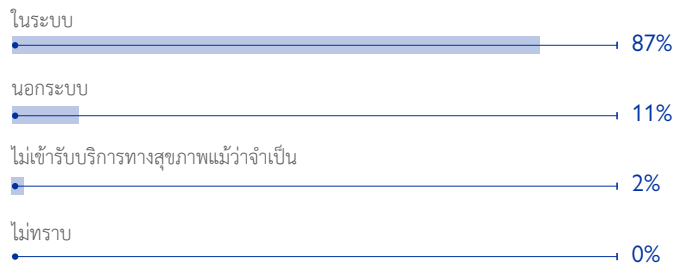 ในระบบ
87%
นอกระบบ
11%
ไม่เข้ารับบริการทางสุขภาพแม้ว่าจำเป็น
2%
ไม่ทราบ
0%